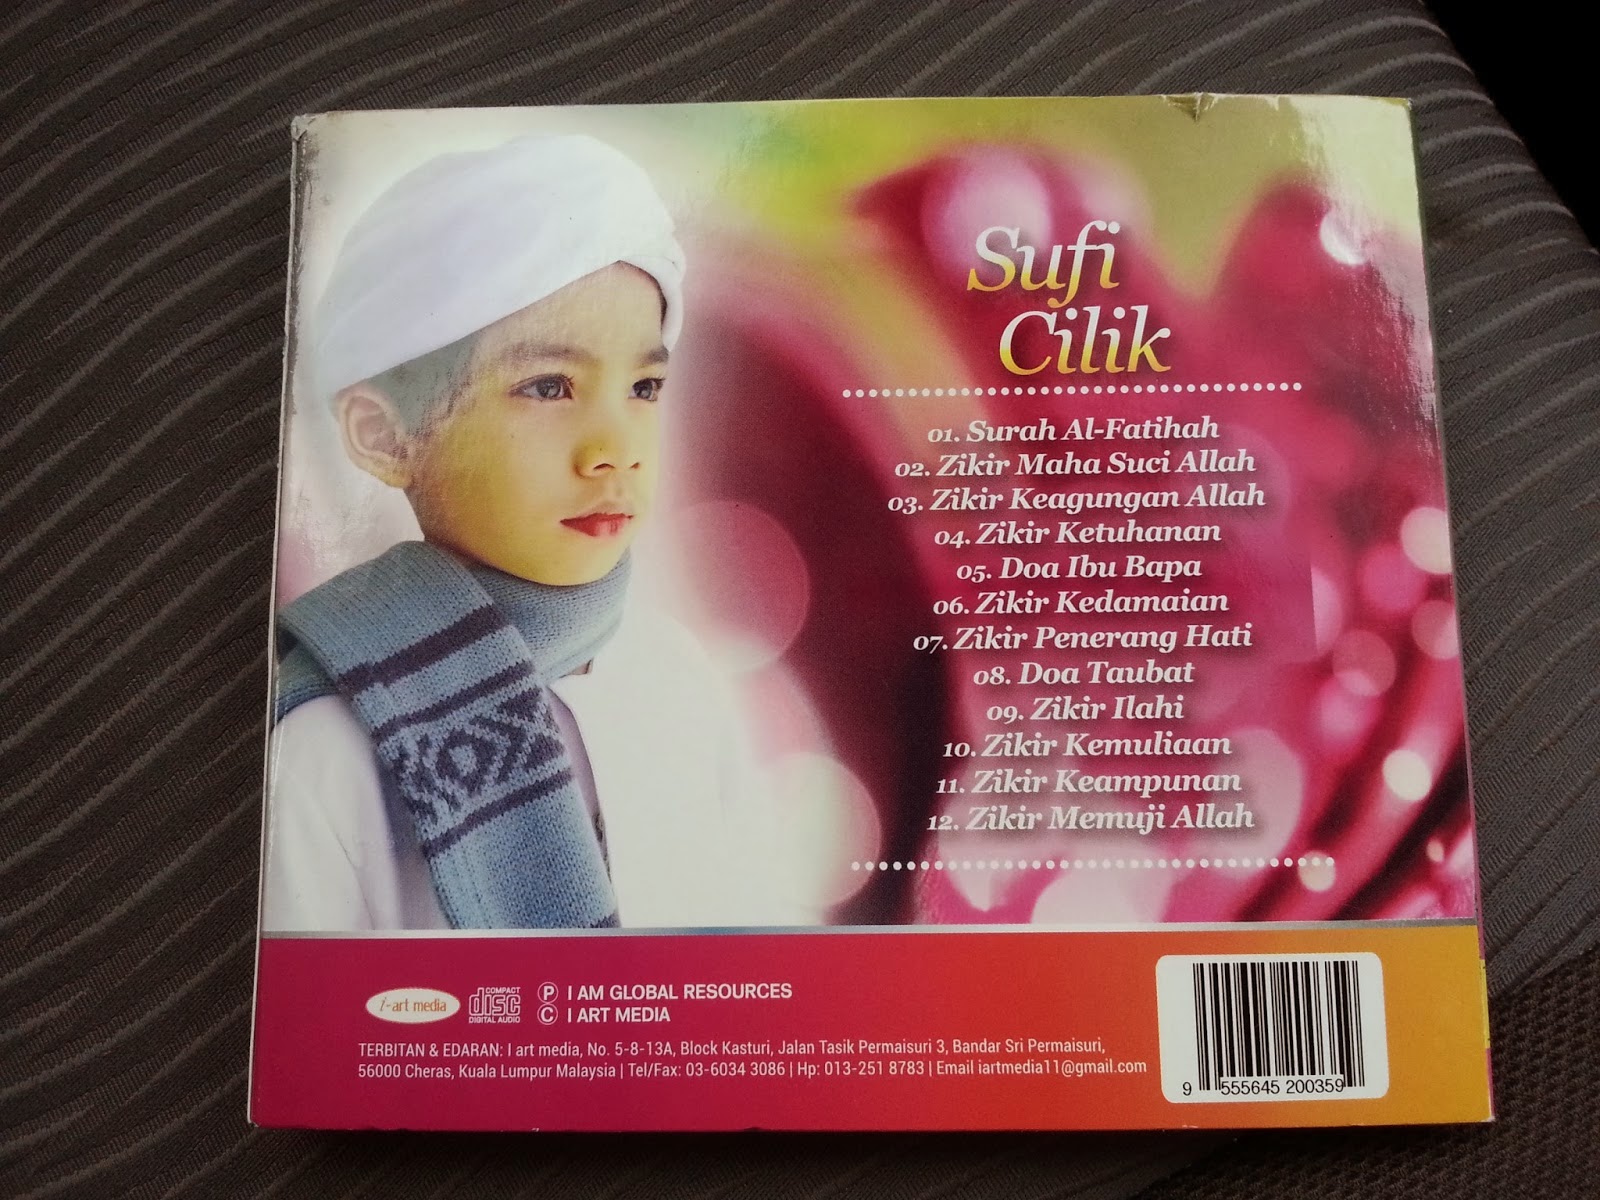 Sufi
Cilik
01. Surah Al-Fatihah
02. Zikir Maha Suci Allah
03. Zikir Keagungan Allah
04. Zikir Ketuhanan
05. Doa Ibu Bapa
06. Zikir Kedamaian
07. Zikir Penerang Hati
08. Doa Taubat
09. Zikir Ilahi
10. Zikir Kemuliaan
11. Zikir Keampunan
12. Zikir Memuji Allah
i-art media
COMPACT
disc
DIGITAL AUDIO
Ⓟ I AM GLOBAL RESOURCES
© I ART MEDIA
TERBITAN & EDARAN: I art media, No. 5-8-13A, Block Kasturi, Jalan Tasik Permaisuri 3, Bandar Sri Permaisuri,
56000 Cheras, Kuala Lumpur Malaysia | Tel/Fax: 03-6034 3086 | Hp: 013-251 8783 | Email iartmedia11@gmail.com
9 555645 200359